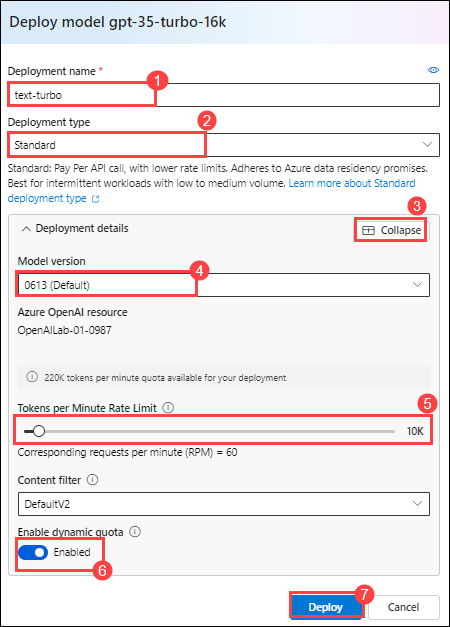 Deploy model gpt-35-turbo-16k
Deployment name *
1
text-turbo
Deployment type
2
Standard
Standard: Pay Per API call, with lower rate limits. Adheres to Azure data residency promises.
Best for intermittent workloads with low to medium volume. Learn more about Standard
deployment type
3
Deployment details
Collapse
Model version
4
0613 (Default)
Azure OpenAI resource
OpenAILab-01-0987
220K tokens per minute quota available for your deployment
Tokens per Minute Rate Limit
5
10K
Corresponding requests per minute (RPM) = 60
Content filter
DefaultV2
Enable dynamic quota
Enabled
6
7
Deploy
Cancel